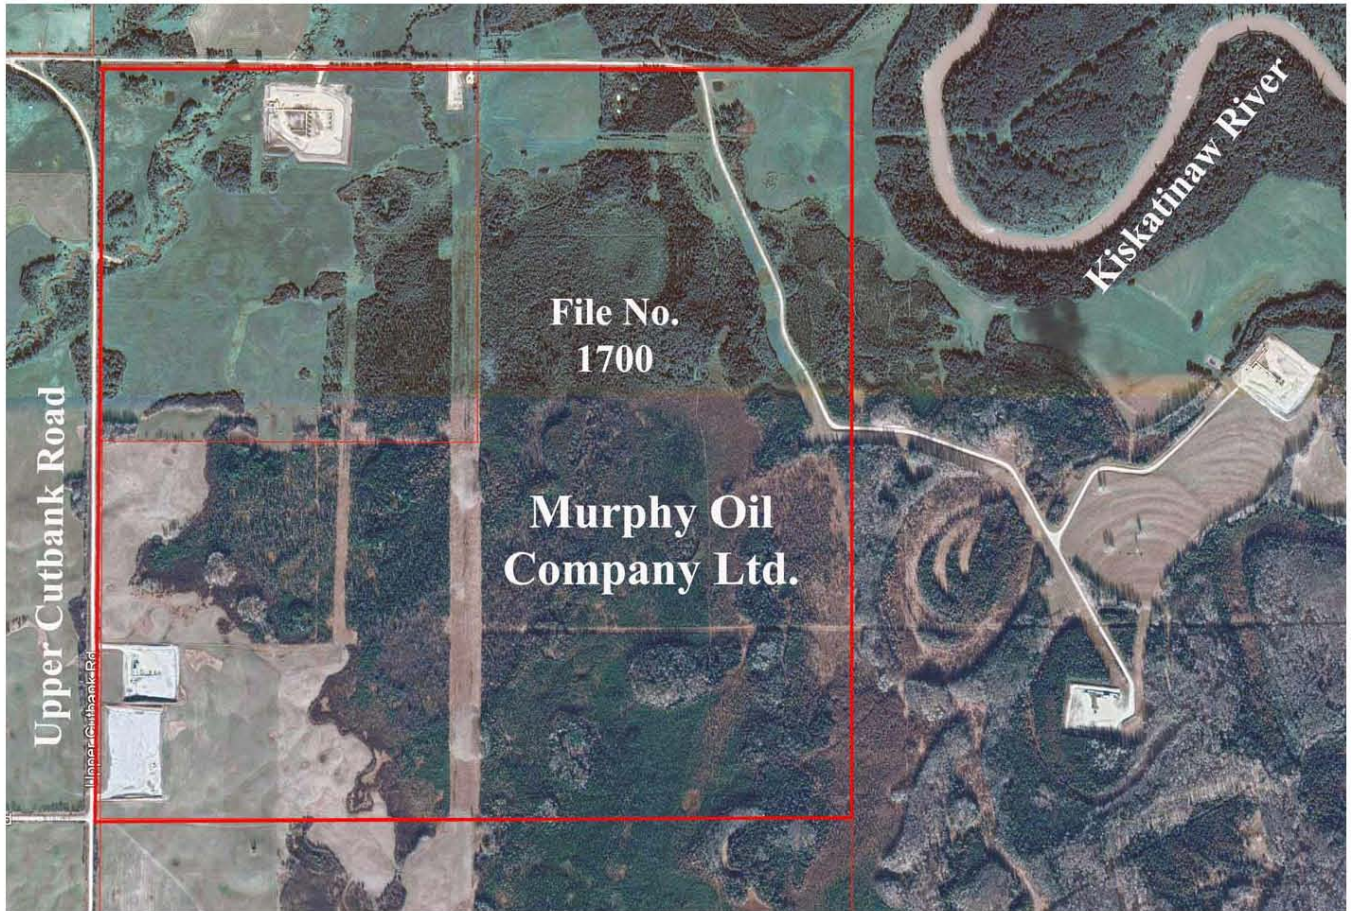 Kiskatinaw River
File No.
1700
Murphy Oil
Company Ltd.
Upper Cutbank Road
Upper Cutbank Rd